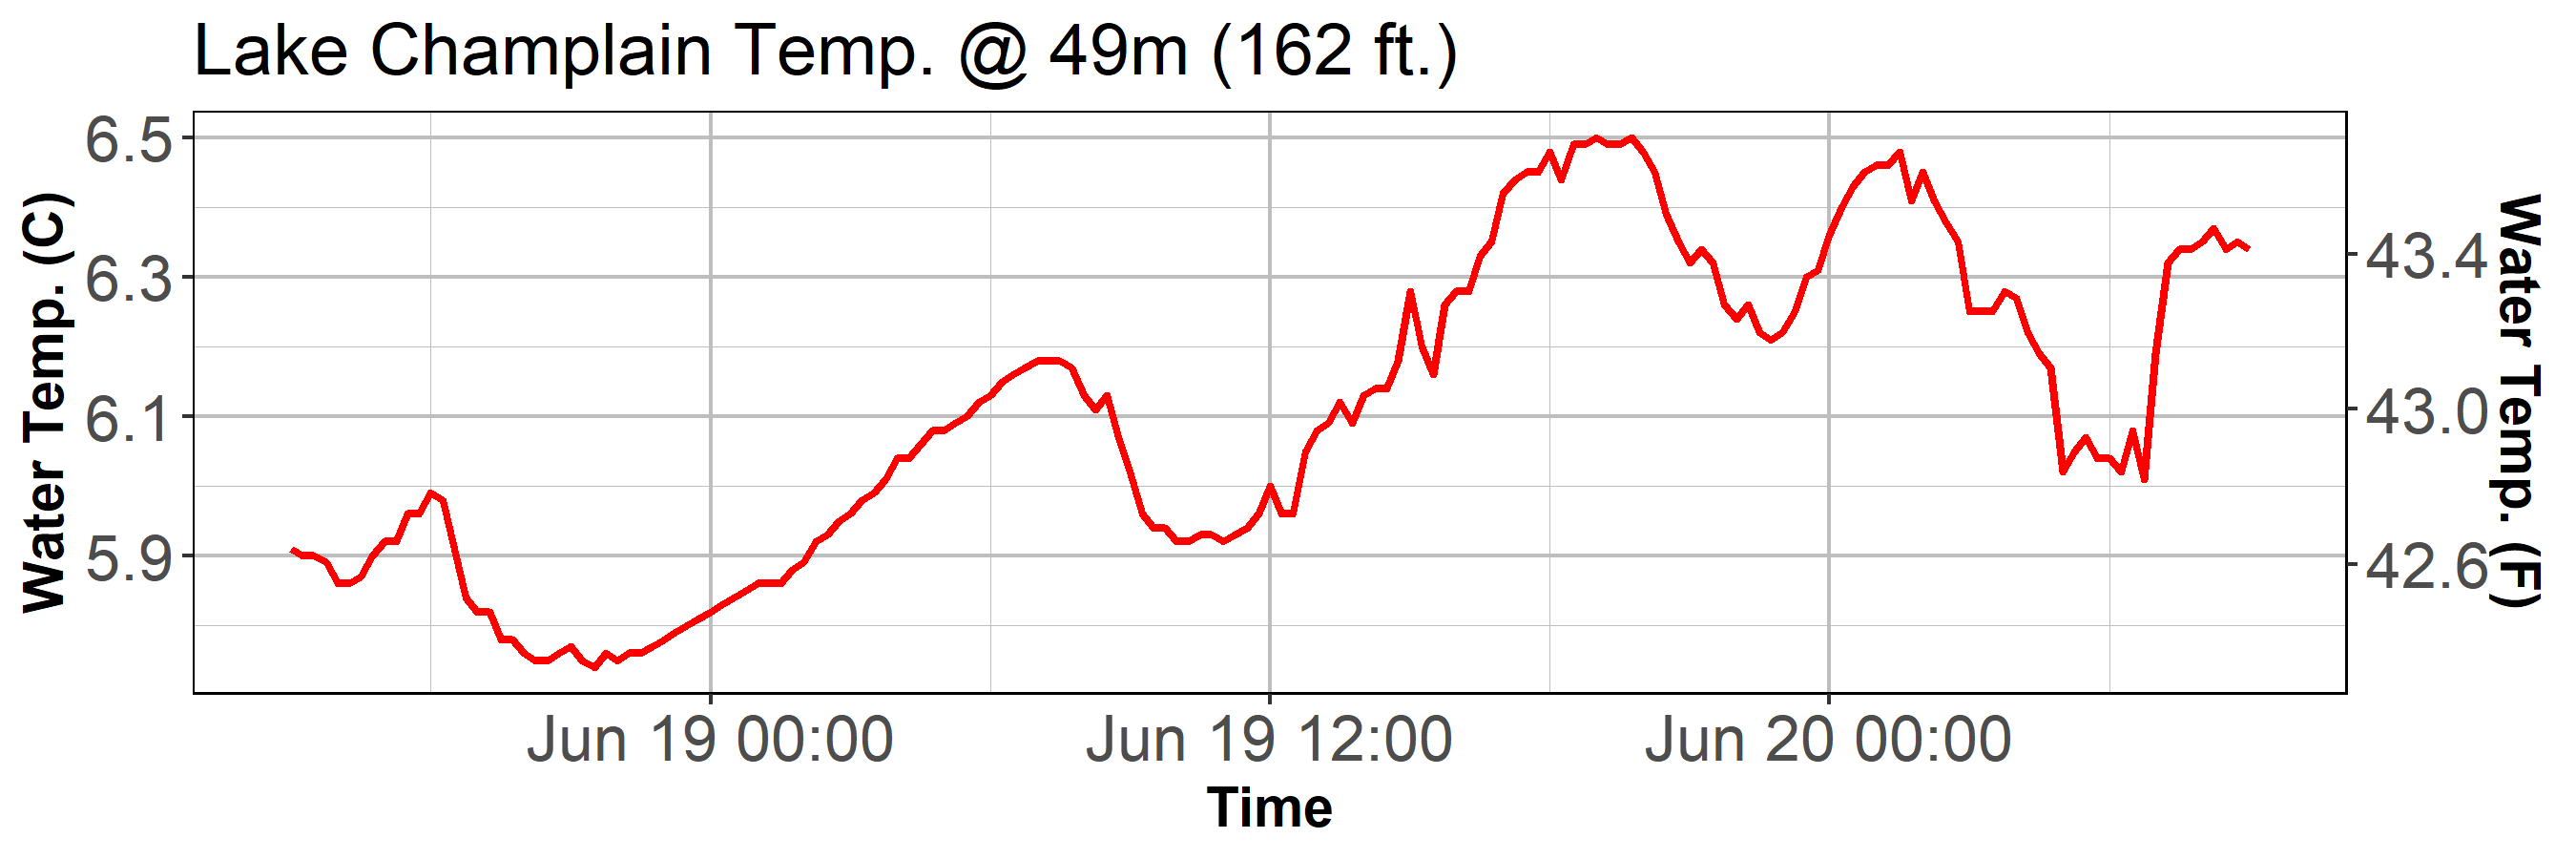 Lake Champlain Temp. @ 49m (162 ft.)
Water Temp. (C)
6.5
6.3
6.1
5.9
43.4
43.0
42.6
Water Temp. (F)
Jun 19 00:00 Jun 19 12:00 Jun 20 00:00
Time